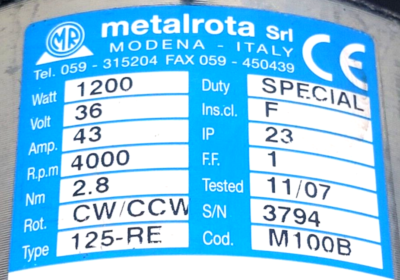 MR metalrota Srl
MODENA - ITALY
Tel. 059 - 315204 FAX 059 - 450439
CE
Watt 1200 Duty SPECIAL
Volt 36 Ins.cl. F
Amp. 43 IP 23
R.p.m 4000 F.F. 1
Nm 2.8 Tested 11/07
Rot. CW/CCW S/N 3794
Type 125-RE Cod. M100B